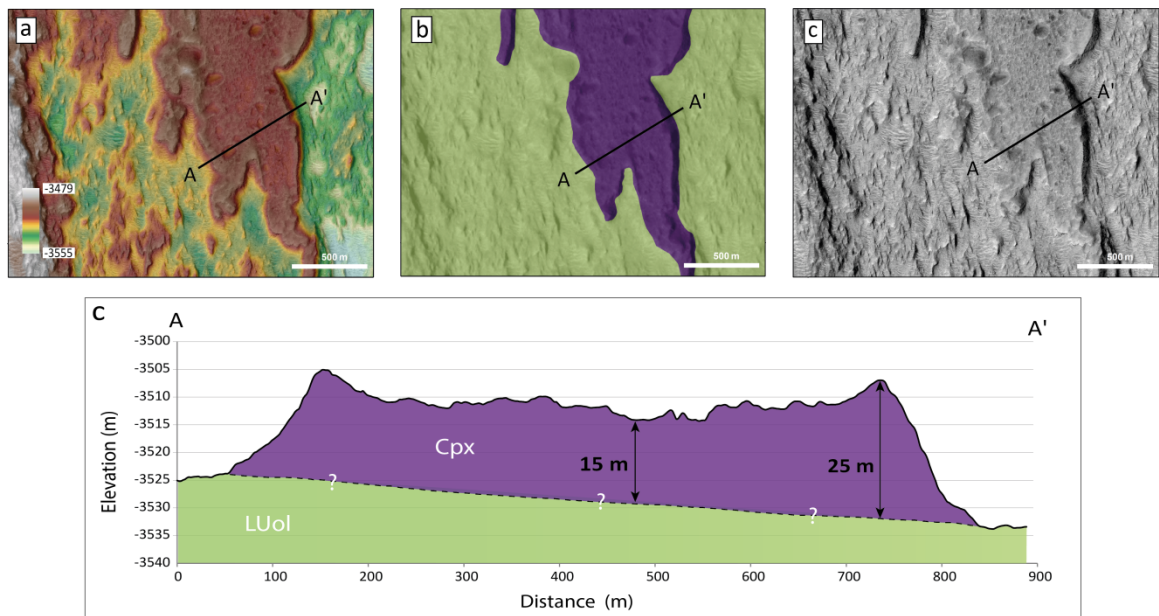 a
A'
A
-3479
-3555
500 m
b
A'
A
500 m
c
A'
A
500 m
c
A
A'
-3500
-3505
-3510
-3515
-3520
-3525
-3530
-3535
-3540
Elevation (m)
Cpx
15 m
25 m
?
?
?
LUol
0
100
200
300
400
500
600
700
800
900
Distance (m)